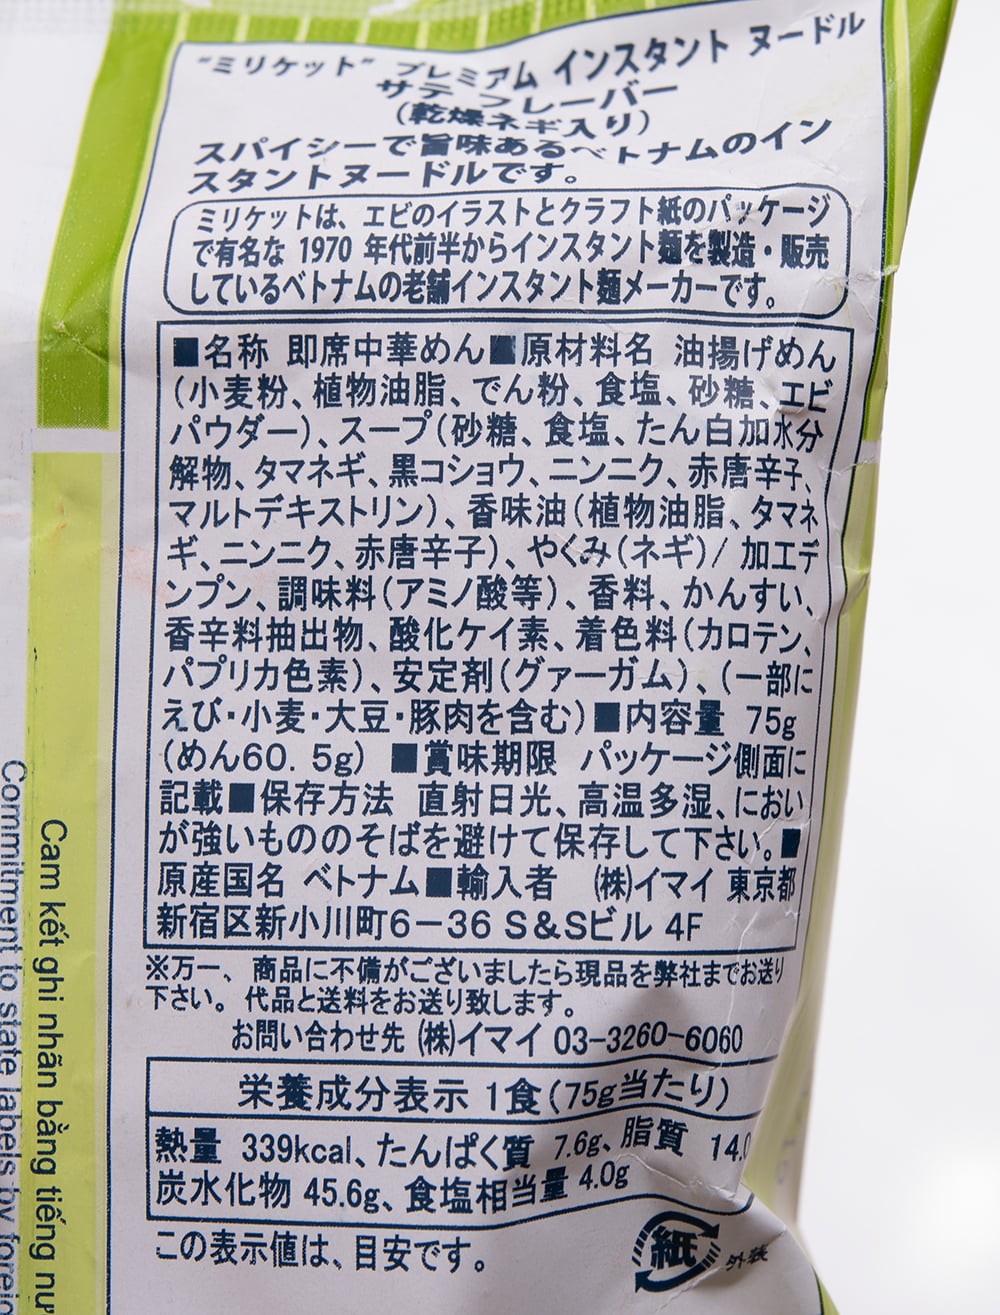 “ミリケット” プレミアム インスタント ヌードル
サテ フレーバー
(乾燥ネギ入り)
スパイシーで旨味あるベトナムのイン
スタントヌードルです。
ミリケットは、エビのイラストとクラフト紙のパッケージ
で有名な 1970 年代前半からインスタント麺を製造・販売
しているベトナムの老舗インスタント麺メーカーです。
■名称 即席中華めん■原材料名 油揚げめん
(小麦粉、植物油脂、でん粉、食塩、砂糖、エビ
パウダー)、スープ(砂糖、食塩、たん白加水分
解物、タマネギ、黒コショウ、ニンニク、赤唐辛子、
マルトデキストリン)、香味油(植物油脂、タマネ
ギ、ニンニク、赤唐辛子)、やくみ(ネギ)/ 加工デ
ンプン、調味料(アミノ酸等)、香料、かんすい、
香辛料抽出物、酸化ケイ素、着色料(カロテン、
パプリカ色素)、安定剤(グァーガム)、(一部に
えび・小麦・大豆・豚肉を含む)■内容量 75g
(めん60. 5g) ■賞味期限 パッケージ側面に
記載■保存方法 直射日光、高温多湿、におい
が強いもののそばを避けて保存して下さい。■
原産国名 ベトナム■輸入者 (株)イマイ 東京都
新宿区新小川町6-36 S&Sビル 4F
※万一、商品に不備がございましたら現品を弊社までお送り
下さい。代品と送料をお送り致します。
お問い合わせ先 (株)イマイ 03-3260-6060
栄養成分表示 1食(75g当たり)
熱量 339kcal、たんぱく質 7.6g、脂質 14.0
炭水化物 45.6g、食塩相当量 4.0g
この表示値は、目安です。
紙 外装
Cam kết ghi nhãn bằng tiếng nư
Commitment to state labels by foreig